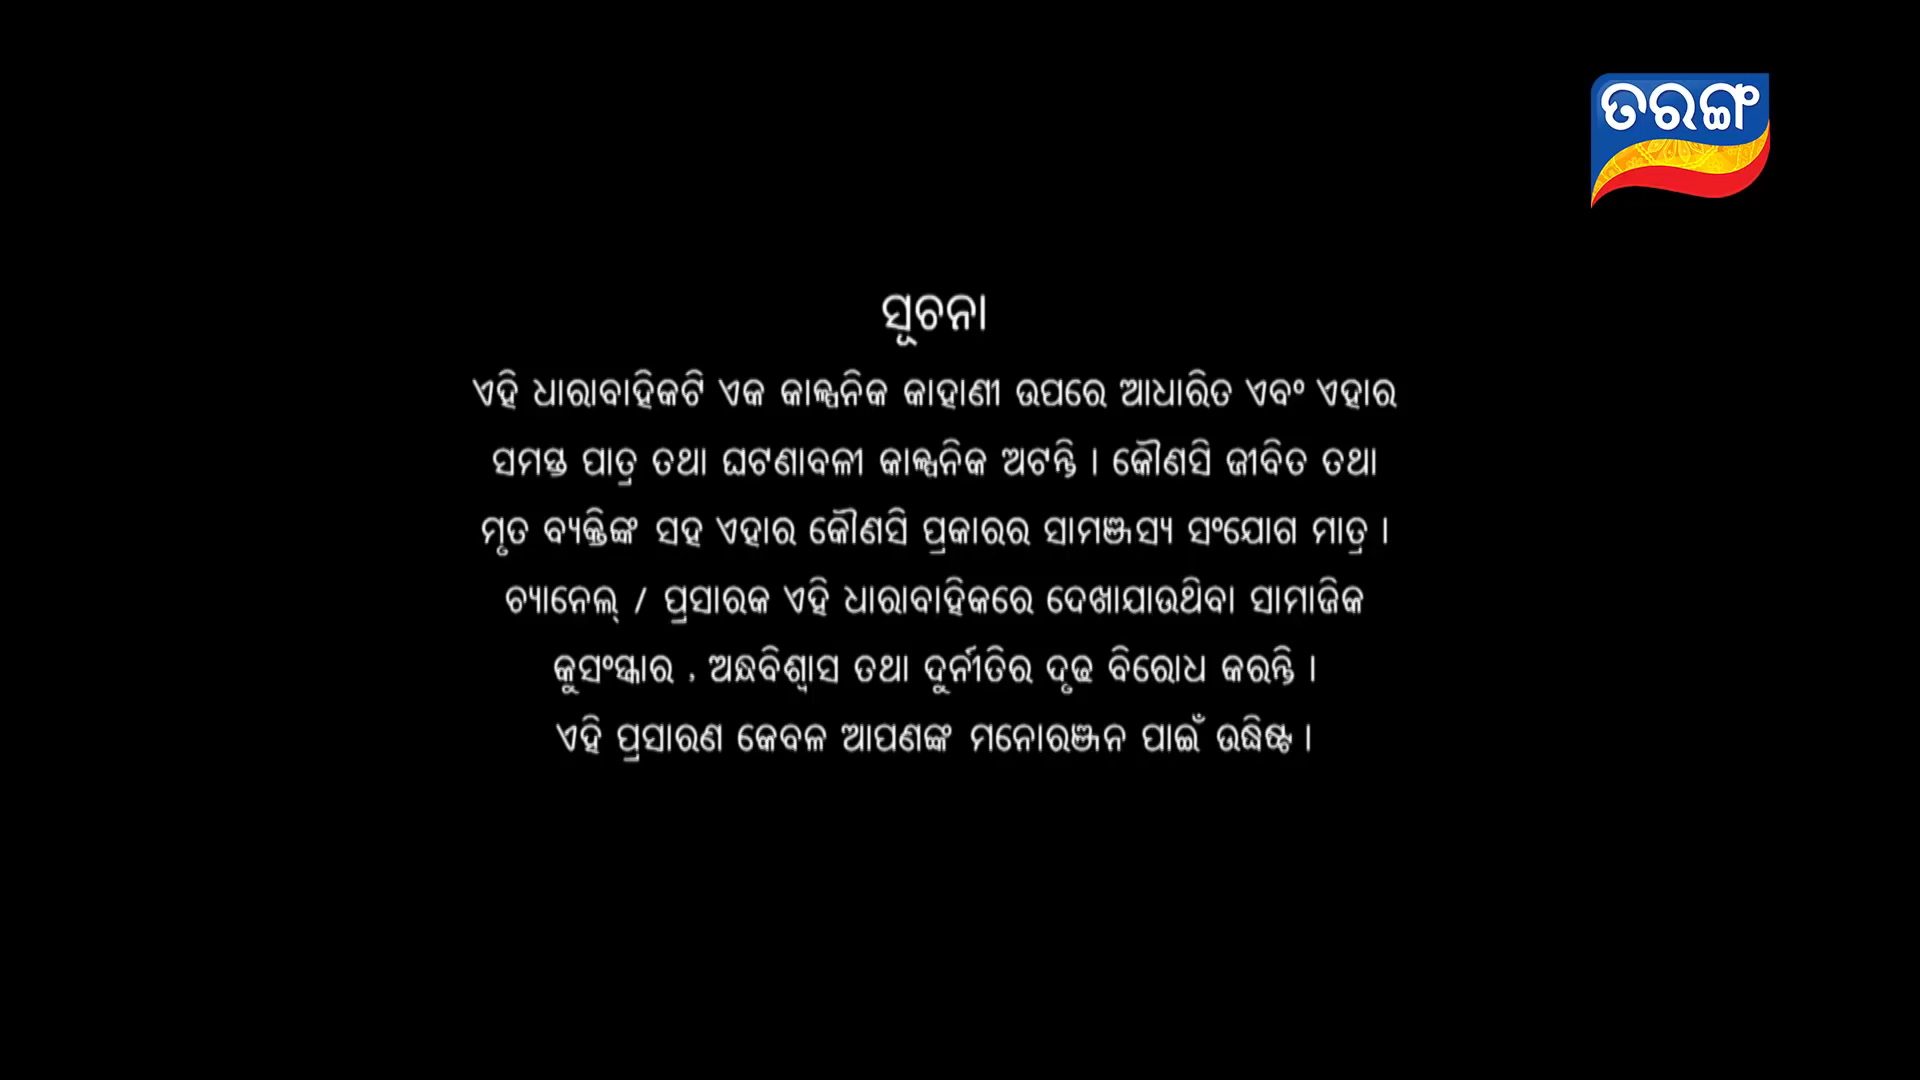 ତରଙ୍ଗ
ସୂଚନା
ଏହି ଧାରାବାହିକଟି ଏକ କାଳ୍ପନିକ କାହାଣୀ ଉପରେ ଆଧାରିତ ଏବଂ ଏହାର
ସମସ୍ତ ପାତ୍ର ତଥା ଘଟଣାବଳୀ କାଳ୍ପନିକ ଅଟନ୍ତି । କୌଣସି ଜୀବିତ ତଥା
ମୃତ ବ୍ୟକ୍ତିଙ୍କ ସହ ଏହାର କୌଣସି ପ୍ରକାରର ସାମଞ୍ଜସ୍ୟ ସଂଯୋଗ ମାତ୍ର ।
ଚ୍ୟାନେଲ୍ / ପ୍ରସାରକ ଏହି ଧାରାବାହିକରେ ଦେଖାଯାଉଥିବା ସାମାଜିକ
କୁସଂସ୍କାର , ଅନ୍ଧବିଶ୍ୱାସ ତଥା ଦୁର୍ନୀତିର ଦୃଢ ବିରୋଧ କରନ୍ତି ।
ଏହି ପ୍ରସାରଣ କେବଳ ଆପଣଙ୍କ ମନୋରଞ୍ଜନ ପାଇଁ ଉଦ୍ଧିଷ୍ଟ ।